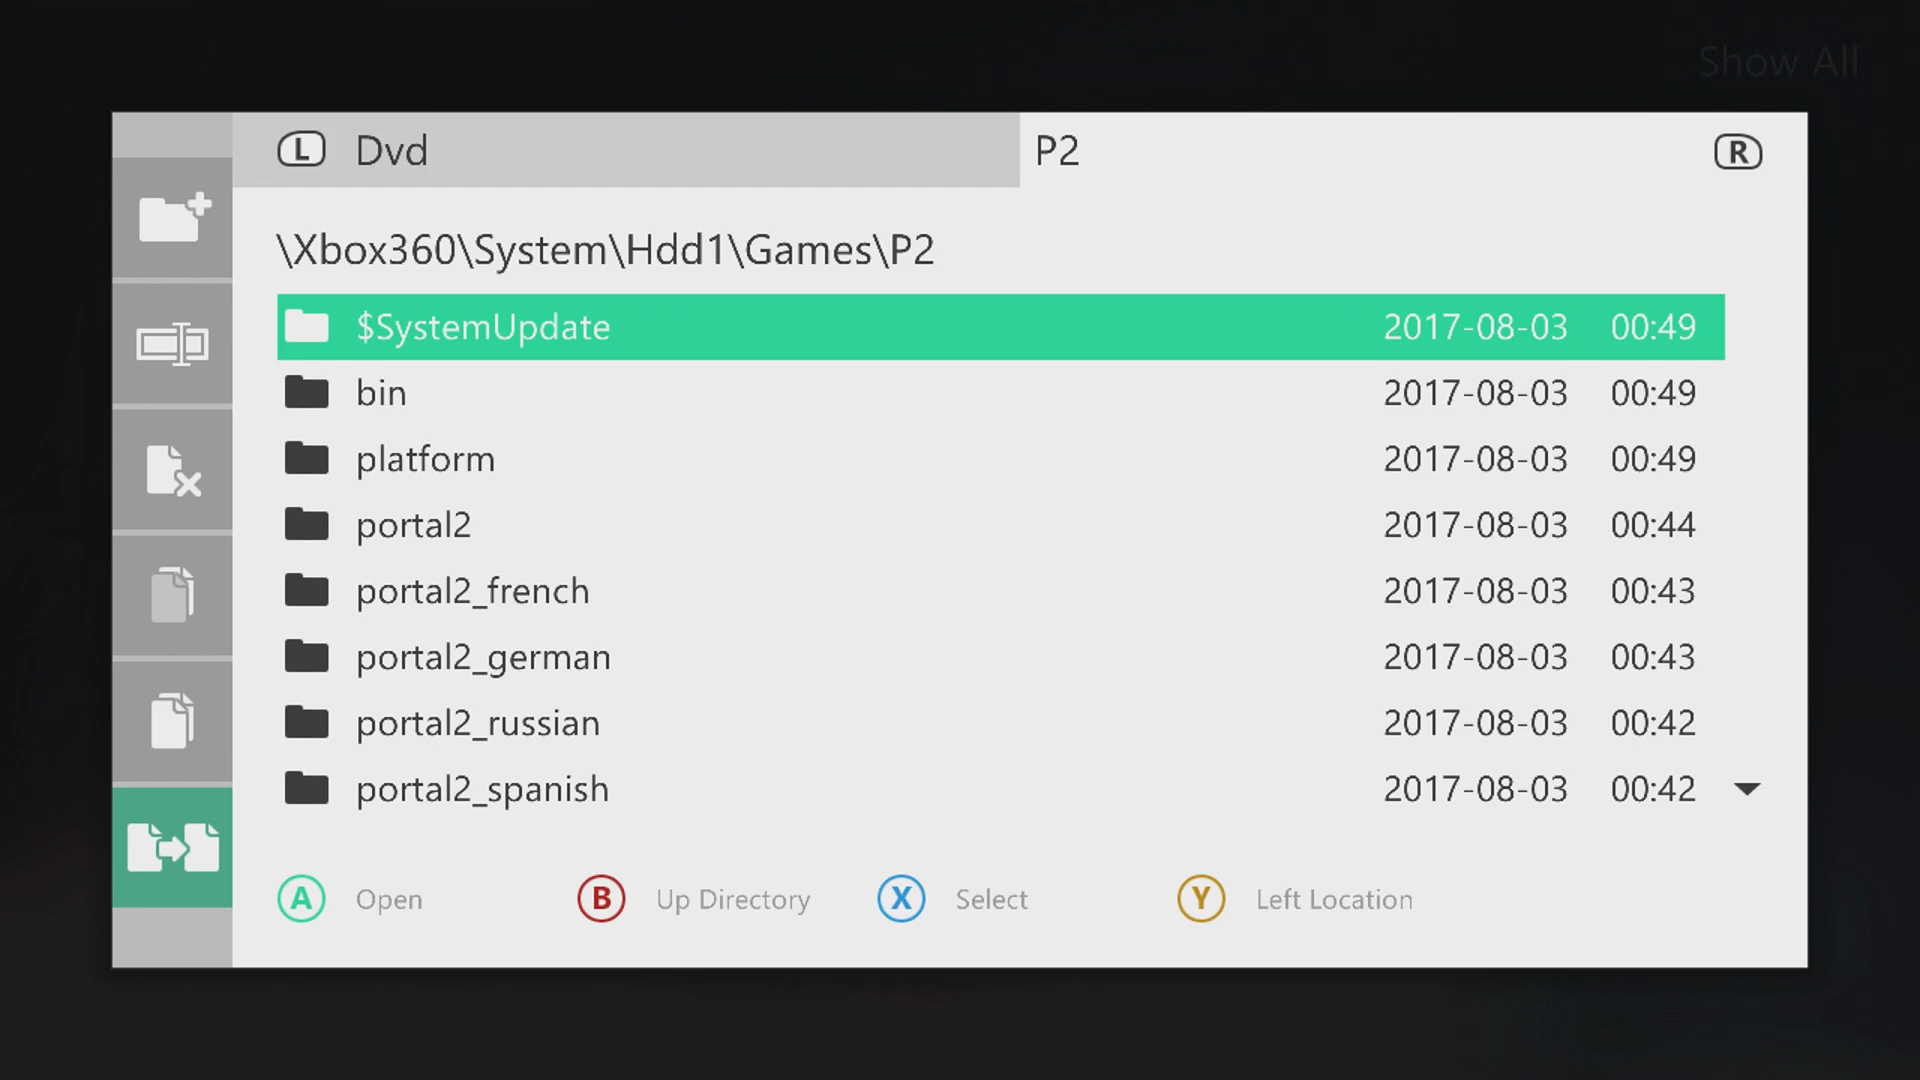 Show All
L Dvd P2 R
\Xbox360\System\Hdd1\Games\P2
$SystemUpdate 2017-08-03 00:49
bin 2017-08-03 00:49
platform 2017-08-03 00:49
portal2 2017-08-03 00:44
portal2_french 2017-08-03 00:43
portal2_german 2017-08-03 00:43
portal2_russian 2017-08-03 00:42
portal2_spanish 2017-08-03 00:42
A Open B Up Directory X Select Y Left Location